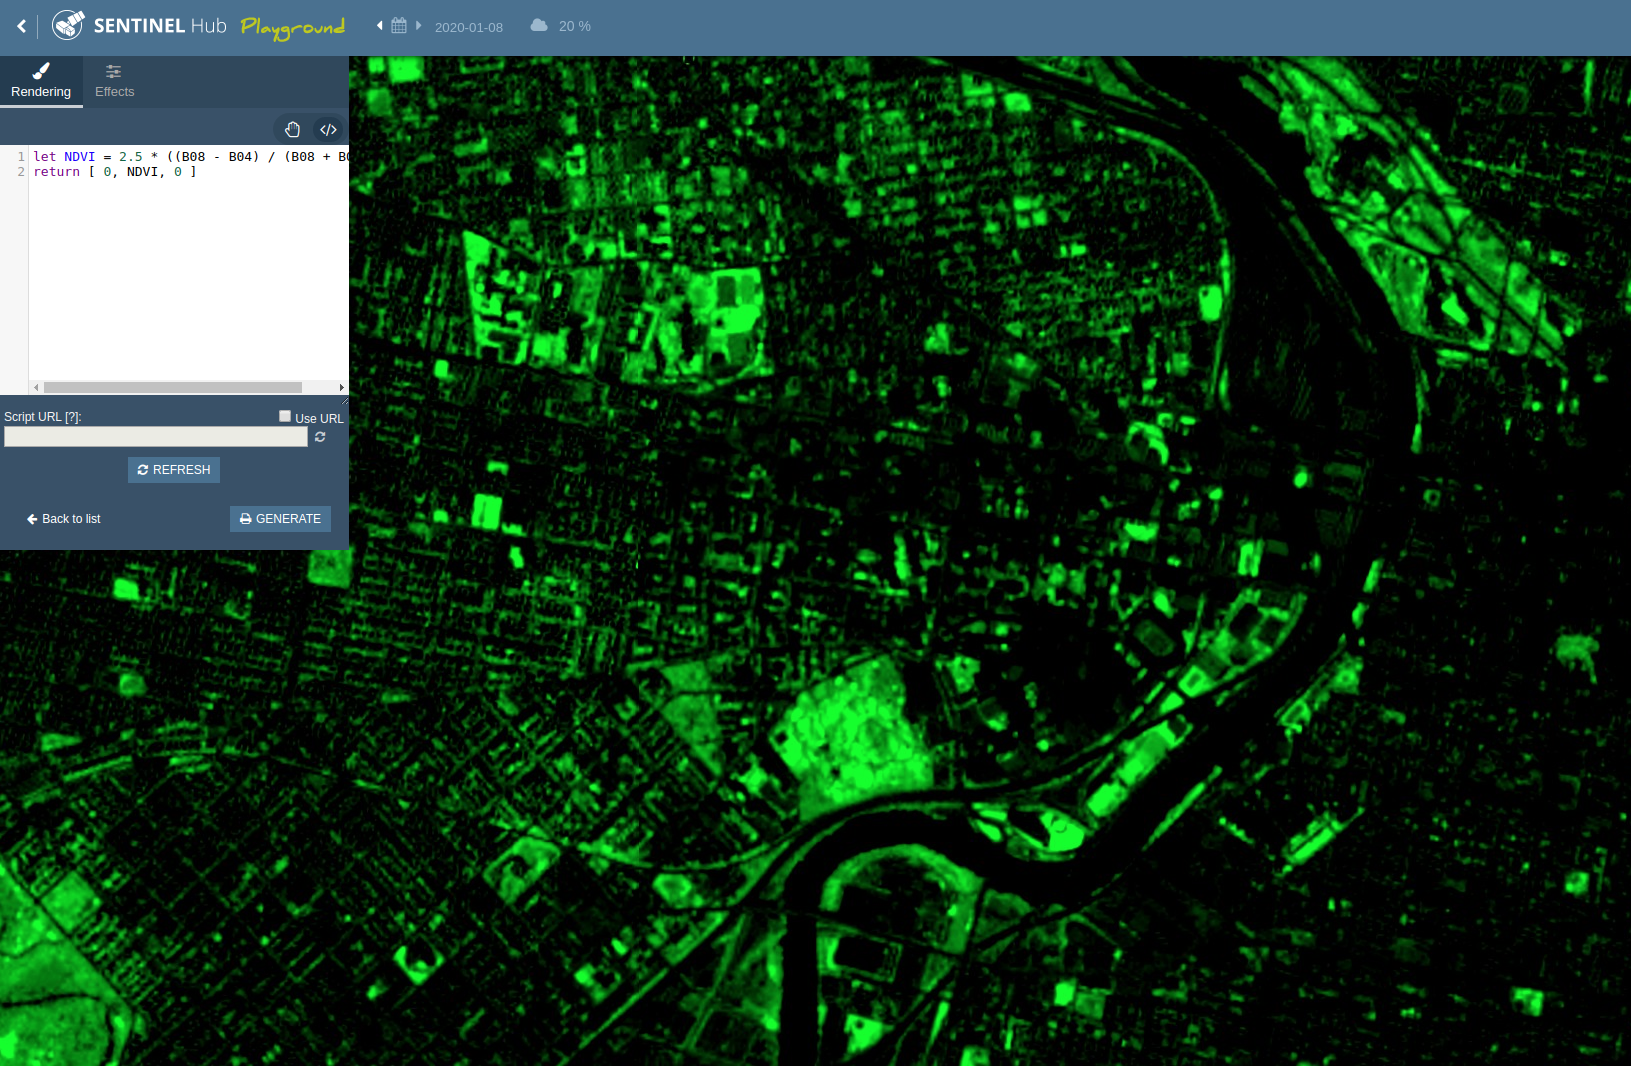 SENTINEL Hub Playground 2020-01-08 20 %
Rendering Effects
1 let NDVI = 2.5 * ((B08 - B04) / (B08 + B0
2 return [ 0, NDVI, 0 ]
Script URL [?]: Use URL
REFRESH
Back to list GENERATE